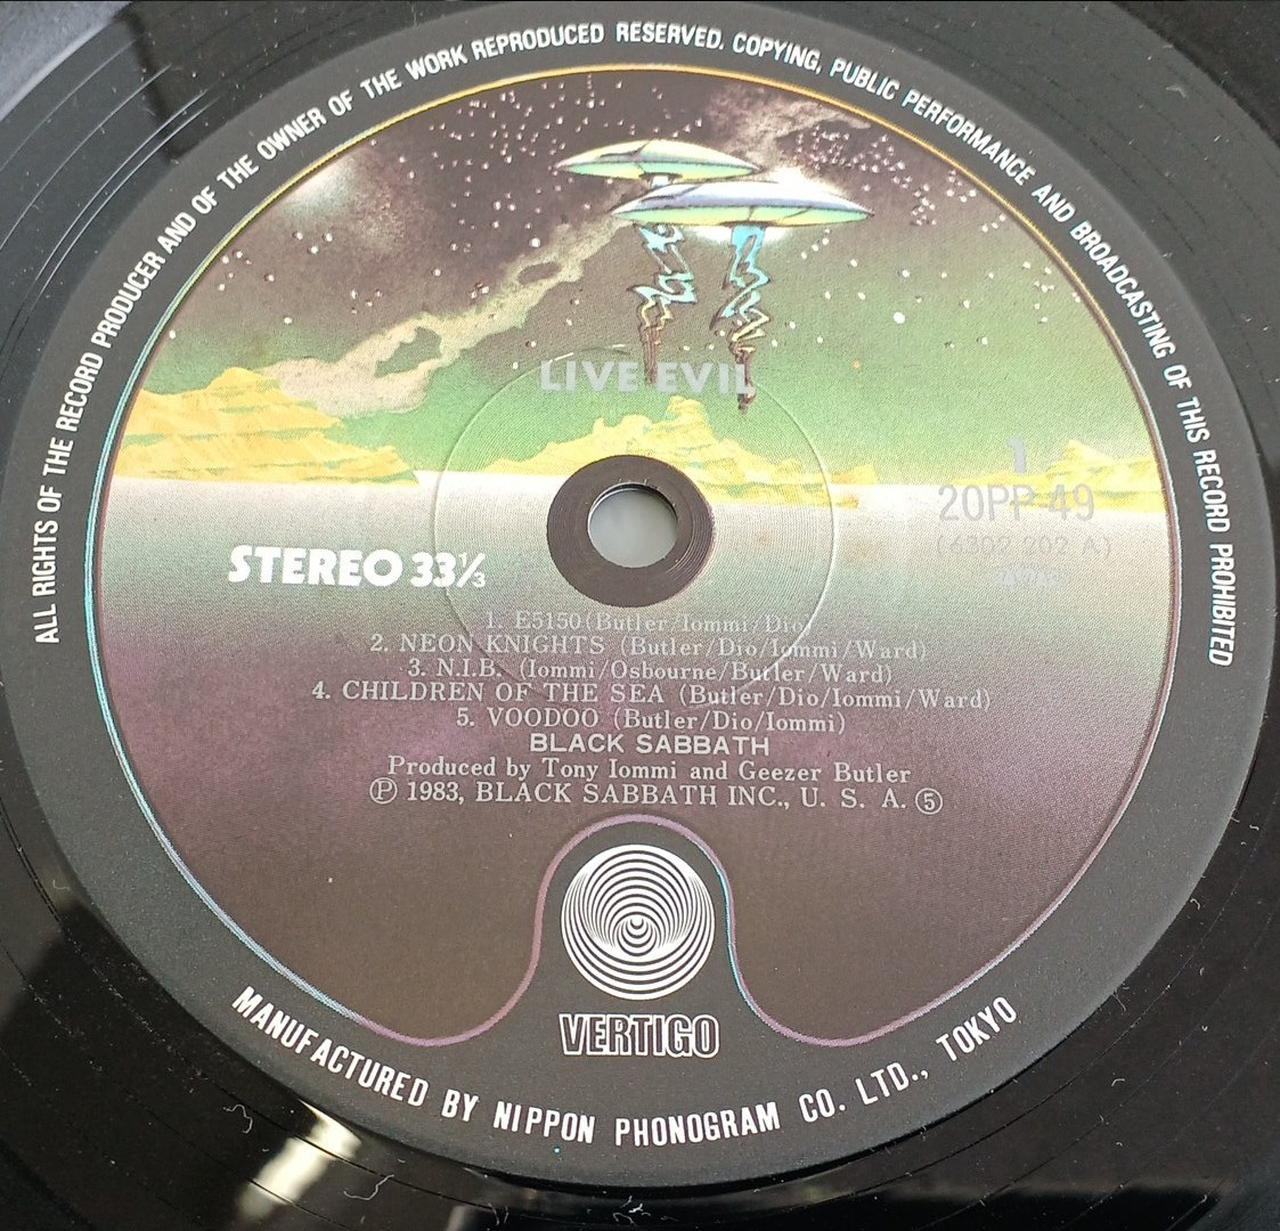 ALL RIGHTS OF THE RECORD PRODUCER AND OF THE OWNER OF THE WORK REPRODUCED RESERVED. COPYING, PUBLIC PERFORMANCE AND BROADCASTING OF THIS RECORD PROHIBITED
LIVE EVIL
1
20PP-49
(6302 202 A)
STEREO 33⅓
1. E5150(Butler/Iommi/Dio)
2. NEON KNIGHTS (Butler/Dio/Iommi/Ward)
3. N.I.B. (Iommi/Osbourne/Butler/Ward)
4. CHILDREN OF THE SEA (Butler/Dio/Iommi/Ward)
5. VOODOO (Butler/Dio/Iommi)
BLACK SABBATH
Produced by Tony Iommi and Geezer Butler
Ⓟ 1983, BLACK SABBATH INC., U. S. A. ⑤
VERTIGO
MANUFACTURED BY NIPPON PHONOGRAM CO. LTD., TOKYO